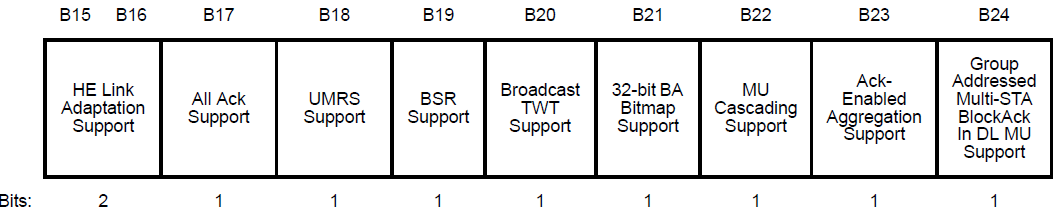 B15 B16 B17 B18 B19 B20 B21 B22 B23 B24
HE Link
Adaptation
Support
All Ack
Support
UMRS
Support
BSR
Support
Broadcast
TWT
Support
32-bit BA
Bitmap
Support
MU
Cascading
Support
Ack-
Enabled
Aggregation
Support
Group
Addressed
Multi-STA
BlockAck
In DL MU
Support
Bits: 2 1 1 1 1 1 1 1 1